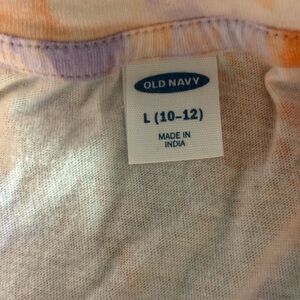 OLD NAVY
L (10-12)
MADE IN
INDIA